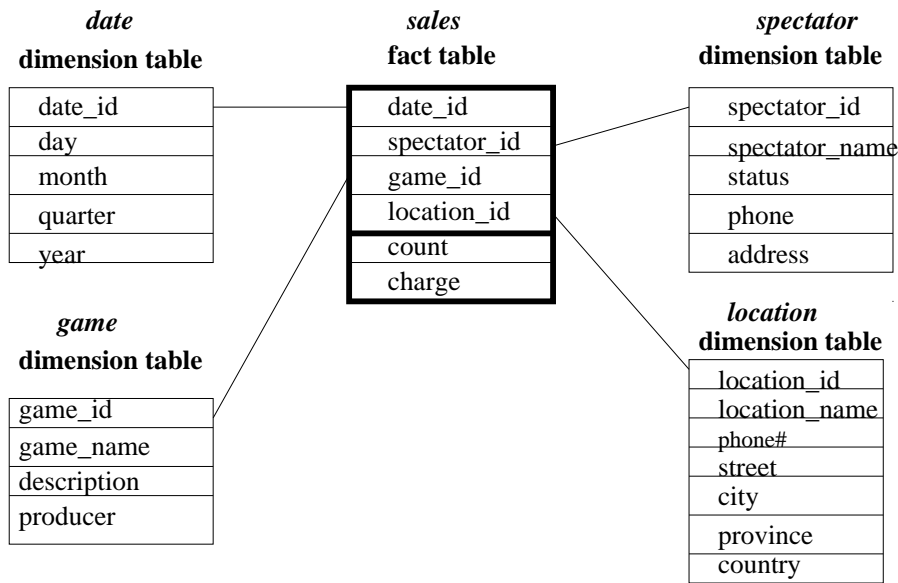 date
dimension table
date_id
day
month
quarter
year
sales
fact table
date_id
spectator_id
game_id
location_id
count
charge
spectator
dimension table
spectator_id
spectator_name
status
phone
address
game
dimension table
game_id
game_name
description
producer
location
dimension table
location_id
location_name
phone#
street
city
province
country